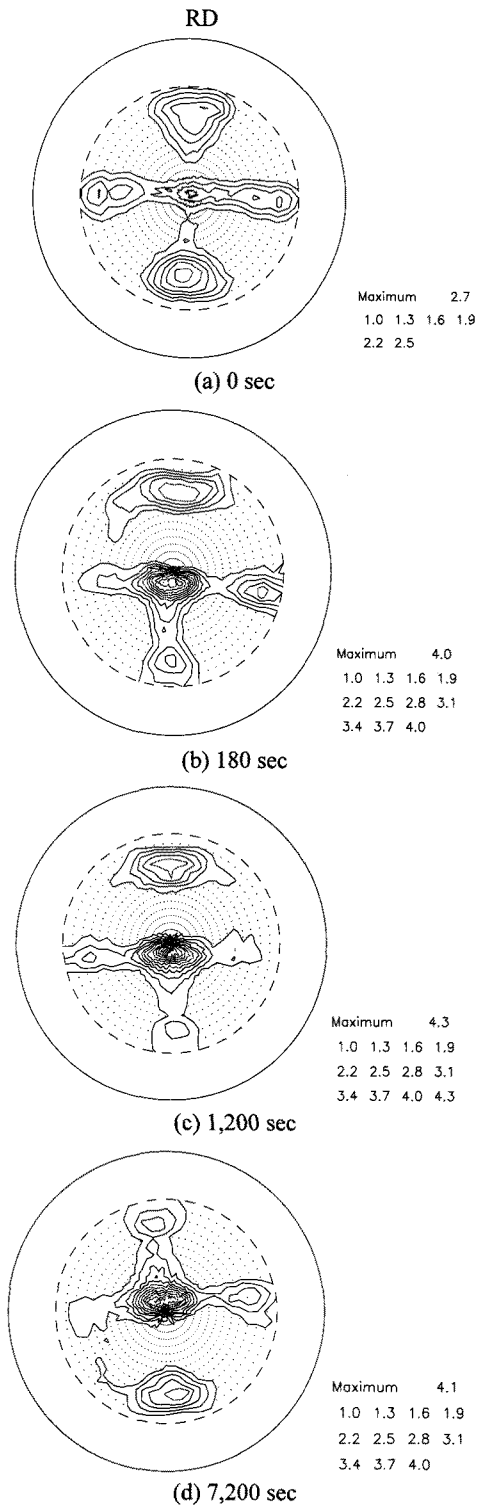 RD
Maximum 2.7
1.0 1.3 1.6 1.9
2.2 2.5
(a) 0 sec
Maximum 4.0
1.0 1.3 1.6 1.9
2.2 2.5 2.8 3.1
3.4 3.7 4.0
(b) 180 sec
Maximum 4.3
1.0 1.3 1.6 1.9
2.2 2.5 2.8 3.1
3.4 3.7 4.0 4.3
(c) 1,200 sec
Maximum 4.1
1.0 1.3 1.6 1.9
2.2 2.5 2.8 3.1
3.4 3.7 4.0
(d) 7,200 sec